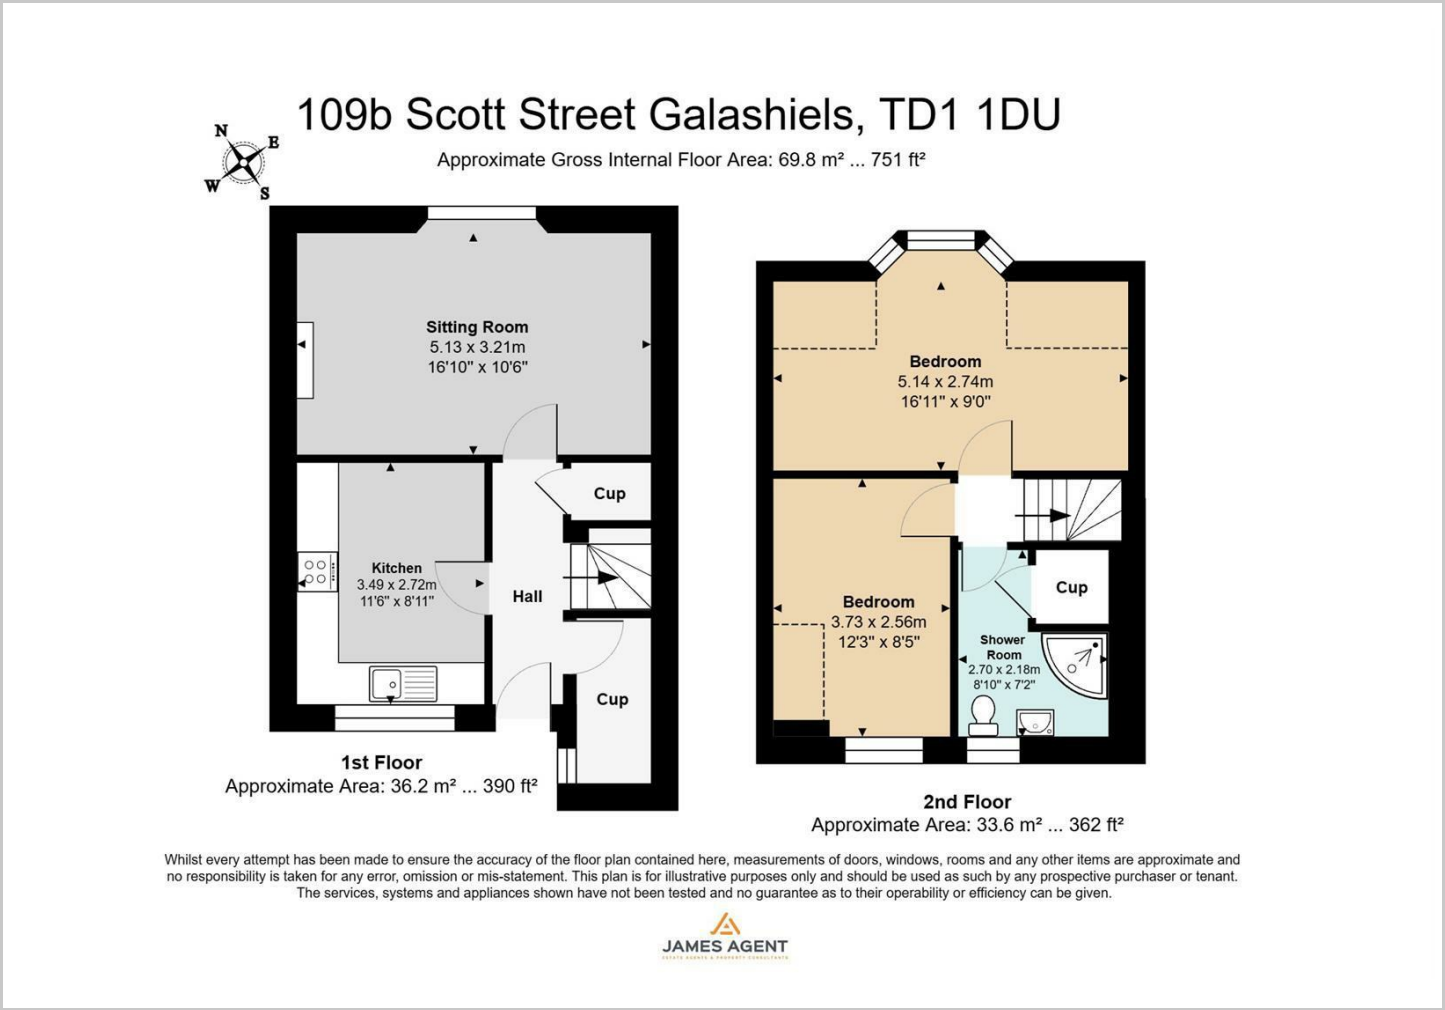 109b Scott Street Galashiels, TD1 1DU
Approximate Gross Internal Floor Area: 69.8 m² ... 751 ft²
N
E
W
S
Sitting Room
5.13 x 3.21m
16'10" x 10'6"
Cup
Kitchen
3.49 x 2.72m
11'6" x 8'11"
Hall
Cup
1st Floor
Approximate Area: 36.2 m² ... 390 ft²
Bedroom
5.14 x 2.74m
16'11" x 9'0"
Bedroom
3.73 x 2.56m
12'3" x 8'5"
Cup
Shower
Room
2.70 x 2.18m
8'10" x 7'2"
2nd Floor
Approximate Area: 33.6 m² ... 362 ft²
Whilst every attempt has been made to ensure the accuracy of the floor plan contained here, measurements of doors, windows, rooms and any other items are approximate and
no responsibility is taken for any error, omission or mis-statement. This plan is for illustrative purposes only and should be used as such by any prospective purchaser or tenant.
The services, systems and appliances shown have not been tested and no guarantee as to their operability or efficiency can be given.
JAMES AGENT
ESTATE AGENTS & PROPERTY CONSULTANTS